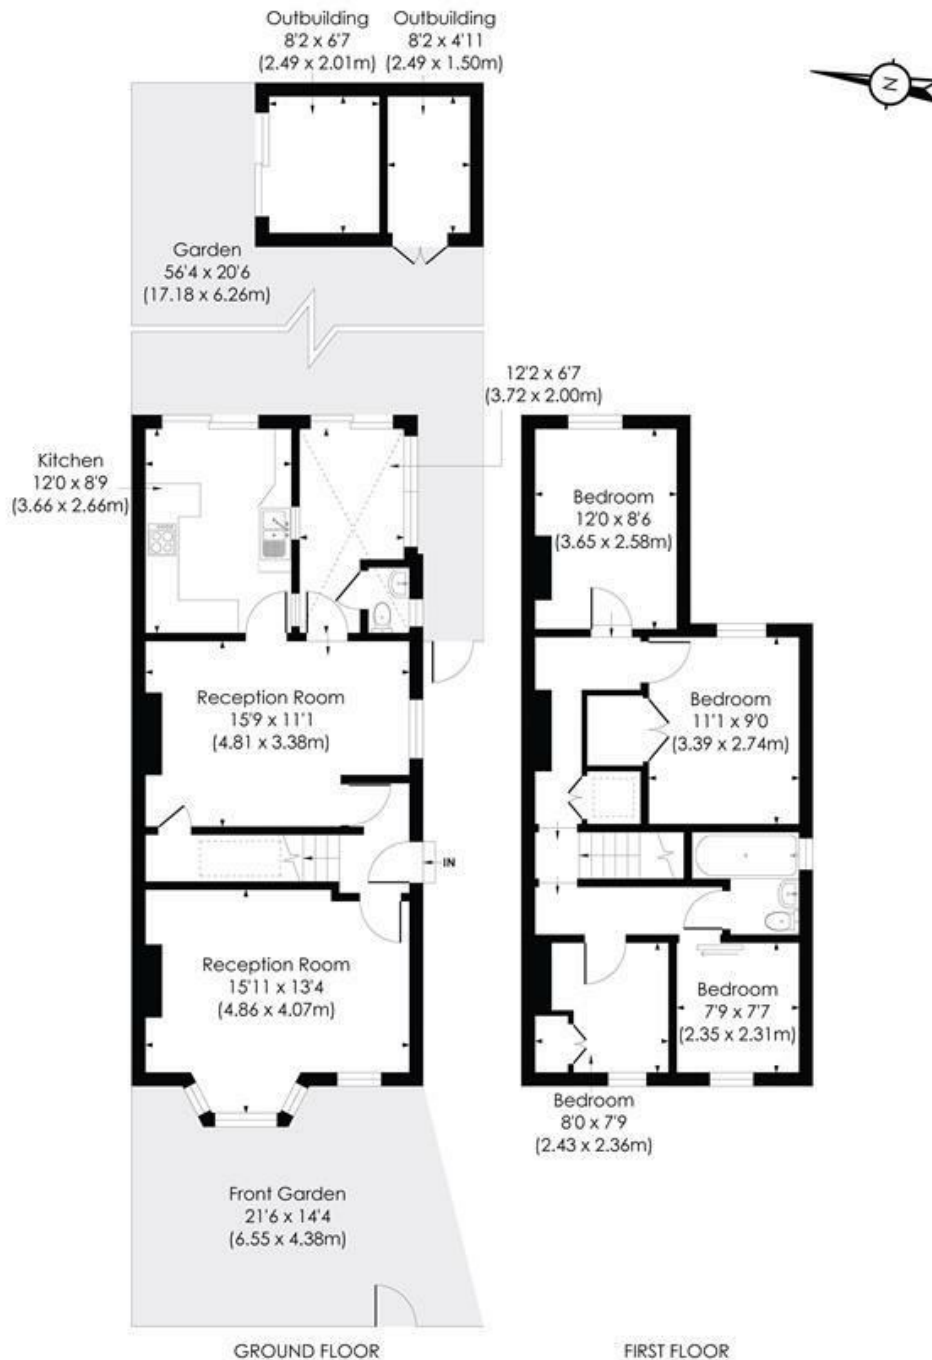 Outbuilding
8'2 x 6'7
(2.49 x 2.01m)
Outbuilding
8'2 x 4'11
(2.49 x 1.50m)
N
Garden
56'4 x 20'6
(17.18 x 6.26m)
12'2 x 6'7
(3.72 x 2.00m)
Kitchen
12'0 x 8'9
(3.66 x 2.66m)
Bedroom
12'0 x 8'6
(3.65 x 2.58m)
Reception Room
15'9 x 11'1
(4.81 x 3.38m)
Bedroom
11'1 x 9'0
(3.39 x 2.74m)
IN
Reception Room
15'11 x 13'4
(4.86 x 4.07m)
Bedroom
7'9 x 7'7
(2.35 x 2.31m)
Bedroom
8'0 x 7'9
(2.43 x 2.36m)
Front Garden
21'6 x 14'4
(6.55 x 4.38m)
GROUND FLOOR
FIRST FLOOR